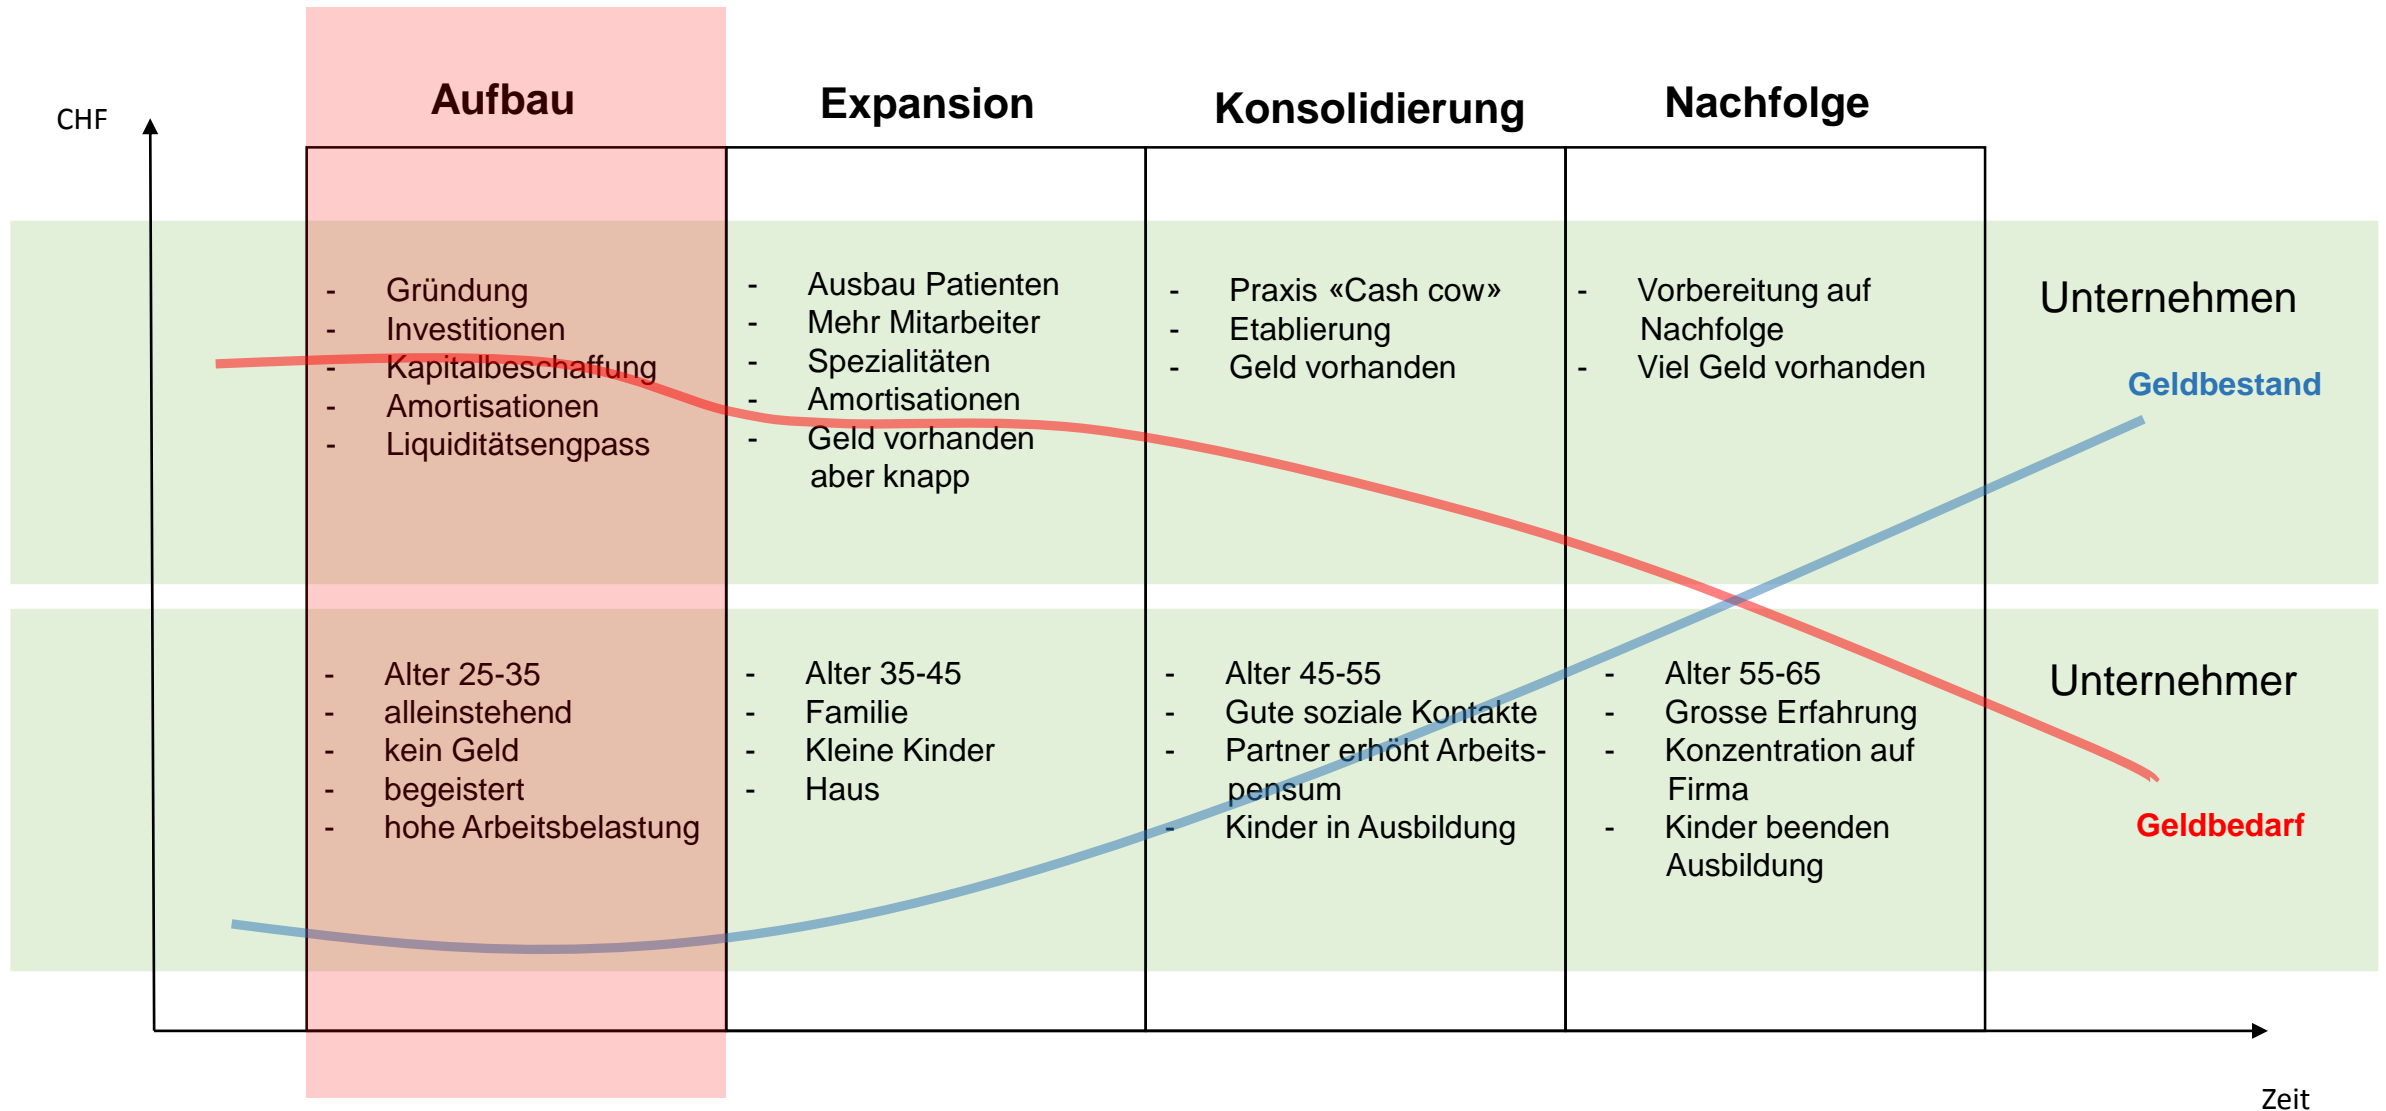 CHF
Aufbau
Expansion
Konsolidierung
Nachfolge
- Gründung
- Investitionen
- Kapitalbeschaffung
- Amortisationen
- Liquiditätsengpass
- Ausbau Patienten
- Mehr Mitarbeiter
- Spezialitäten
- Amortisationen
- Geld vorhanden
aber knapp
- Praxis «Cash cow»
- Etablierung
- Geld vorhanden
- Vorbereitung auf
Nachfolge
- Viel Geld vorhanden
Unternehmen
Geldbestand
- Alter 25-35
- alleinstehend
- kein Geld
- begeistert
- hohe Arbeitsbelastung
- Alter 35-45
- Familie
- Kleine Kinder
- Haus
- Alter 45-55
- Gute soziale Kontakte
- Partner erhöht Arbeits-
pensum
- Kinder in Ausbildung
- Alter 55-65
- Grosse Erfahrung
- Konzentration auf
Firma
- Kinder beenden
Ausbildung
Unternehmer
Geldbedarf
Zeit